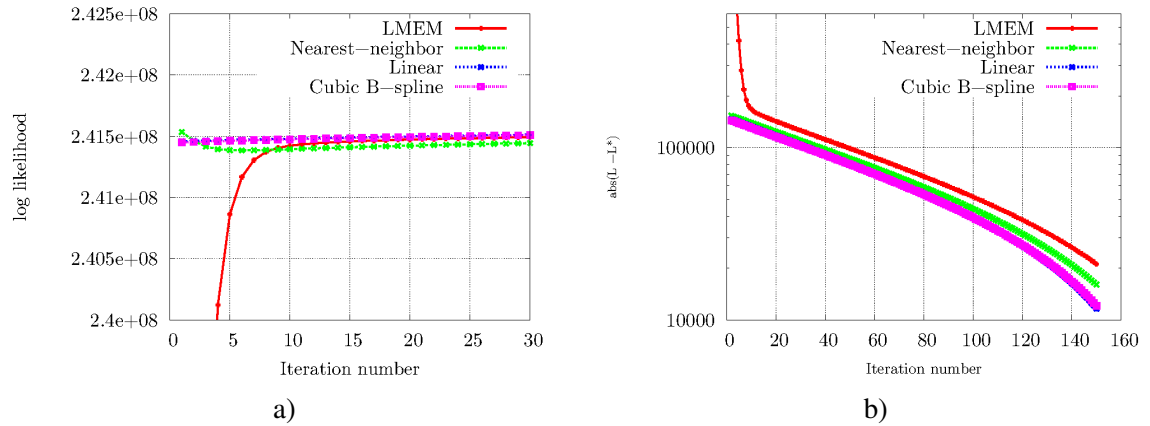 2.425e+08
2.42e+08
2.415e+08
2.41e+08
2.405e+08
2.4e+08
log likelihood
LMEM
Nearest−neighbor
Linear
Cubic B−spline
0 5 10 15 20 25 30
Iteration number
a)
100000
10000
abs(L −L*)
LMEM
Nearest−neighbor
Linear
Cubic B−spline
0 20 40 60 80 100 120 140 160
Iteration number
b)